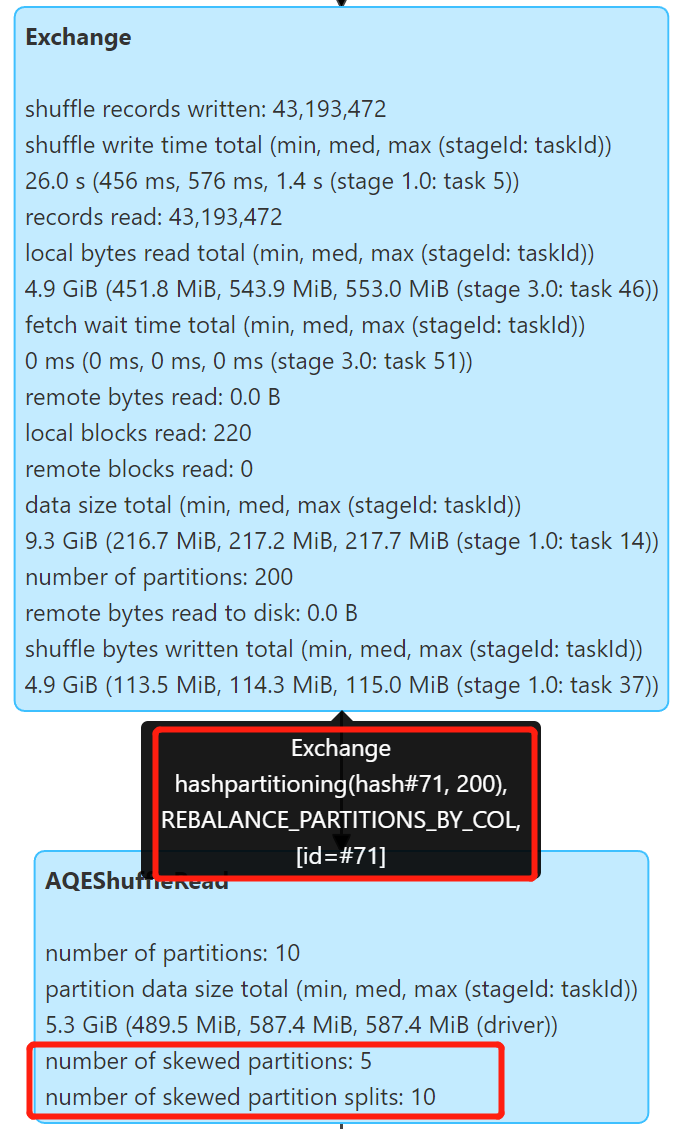 Exchange
shuffle records written: 43,193,472
shuffle write time total (min, med, max (stageId: taskId))
26.0 s (456 ms, 576 ms, 1.4 s (stage 1.0: task 5))
records read: 43,193,472
local bytes read total (min, med, max (stageId: taskId))
4.9 GiB (451.8 MiB, 543.9 MiB, 553.0 MiB (stage 3.0: task 46))
fetch wait time total (min, med, max (stageId: taskId))
0 ms (0 ms, 0 ms, 0 ms (stage 3.0: task 51))
remote bytes read: 0.0 B
local blocks read: 220
remote blocks read: 0
data size total (min, med, max (stageId: taskId))
9.3 GiB (216.7 MiB, 217.2 MiB, 217.7 MiB (stage 1.0: task 14))
number of partitions: 200
remote bytes read to disk: 0.0 B
shuffle bytes written total (min, med, max (stageId: taskId))
4.9 GiB (113.5 MiB, 114.3 MiB, 115.0 MiB (stage 1.0: task 37))
Exchange
hashpartitioning(hash#71, 200),
REBALANCE_PARTITIONS_BY_COL,
[id=#71]
AQEShuffleRead
number of partitions: 10
partition data size total (min, med, max (stageId: taskId))
5.3 GiB (489.5 MiB, 587.4 MiB, 587.4 MiB (driver))
number of skewed partitions: 5
number of skewed partition splits: 10